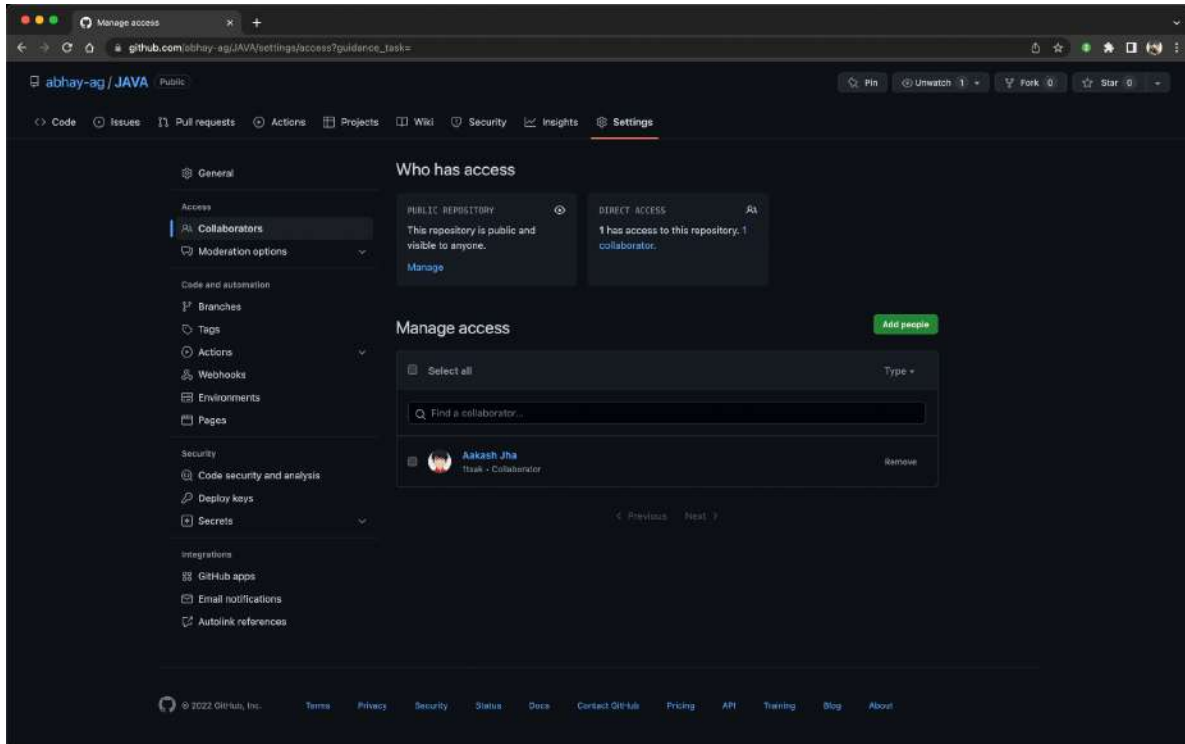 Manage access
github.com/abhay-ag/JAVA/settings/access?guidance_task=
abhay-ag / JAVA Public
Pin Unwatch 1 Fork 0 Star 0
Code Issues Pull requests Actions Projects Wiki Security Insights Settings
General
Access
Collaborators
Moderation options
Code and automation
Branches
Tags
Actions
Webhooks
Environments
Pages
Security
Code security and analysis
Deploy keys
Secrets
Integrations
GitHub apps
Email notifications
Autolink references
Who has access
PUBLIC REPOSITORY
This repository is public and
visible to anyone.
Manage
DIRECT ACCESS
1 has access to this repository. 1
collaborator.
Manage access
Add people
Select all
Type
Find a collaborator...
Aakash Jha
Collaborator
Remove
Previous Next
© 2022 GitHub, Inc. Terms Privacy Security Status Docs Contact GitHub Pricing API Training Blog About